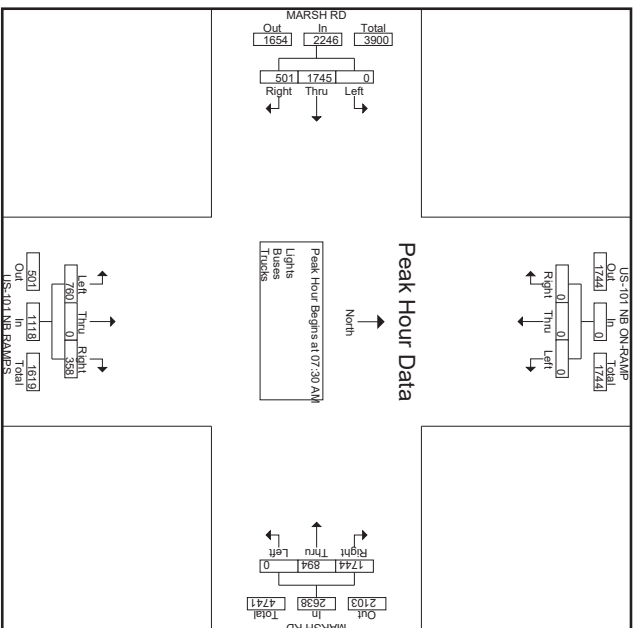 MARSH RD
Out In Total
1654 2246 3900
501 1745 0
Right Thru Left
US-101 NB RAMPS
Out In Total
501 1118 1619
Left Thru Right
760 0 358
Peak Hour Data
North
Peak Hour Begins at 07:30 AM
Lights
Buses
Trucks
US-101 NB ON-RAMP
Out In Total
1744 0 1744
0 0 0
Right Thru Left
Left Thru Right
0 894 1744
Total In Out
4741 2638 2103
MARSH RD